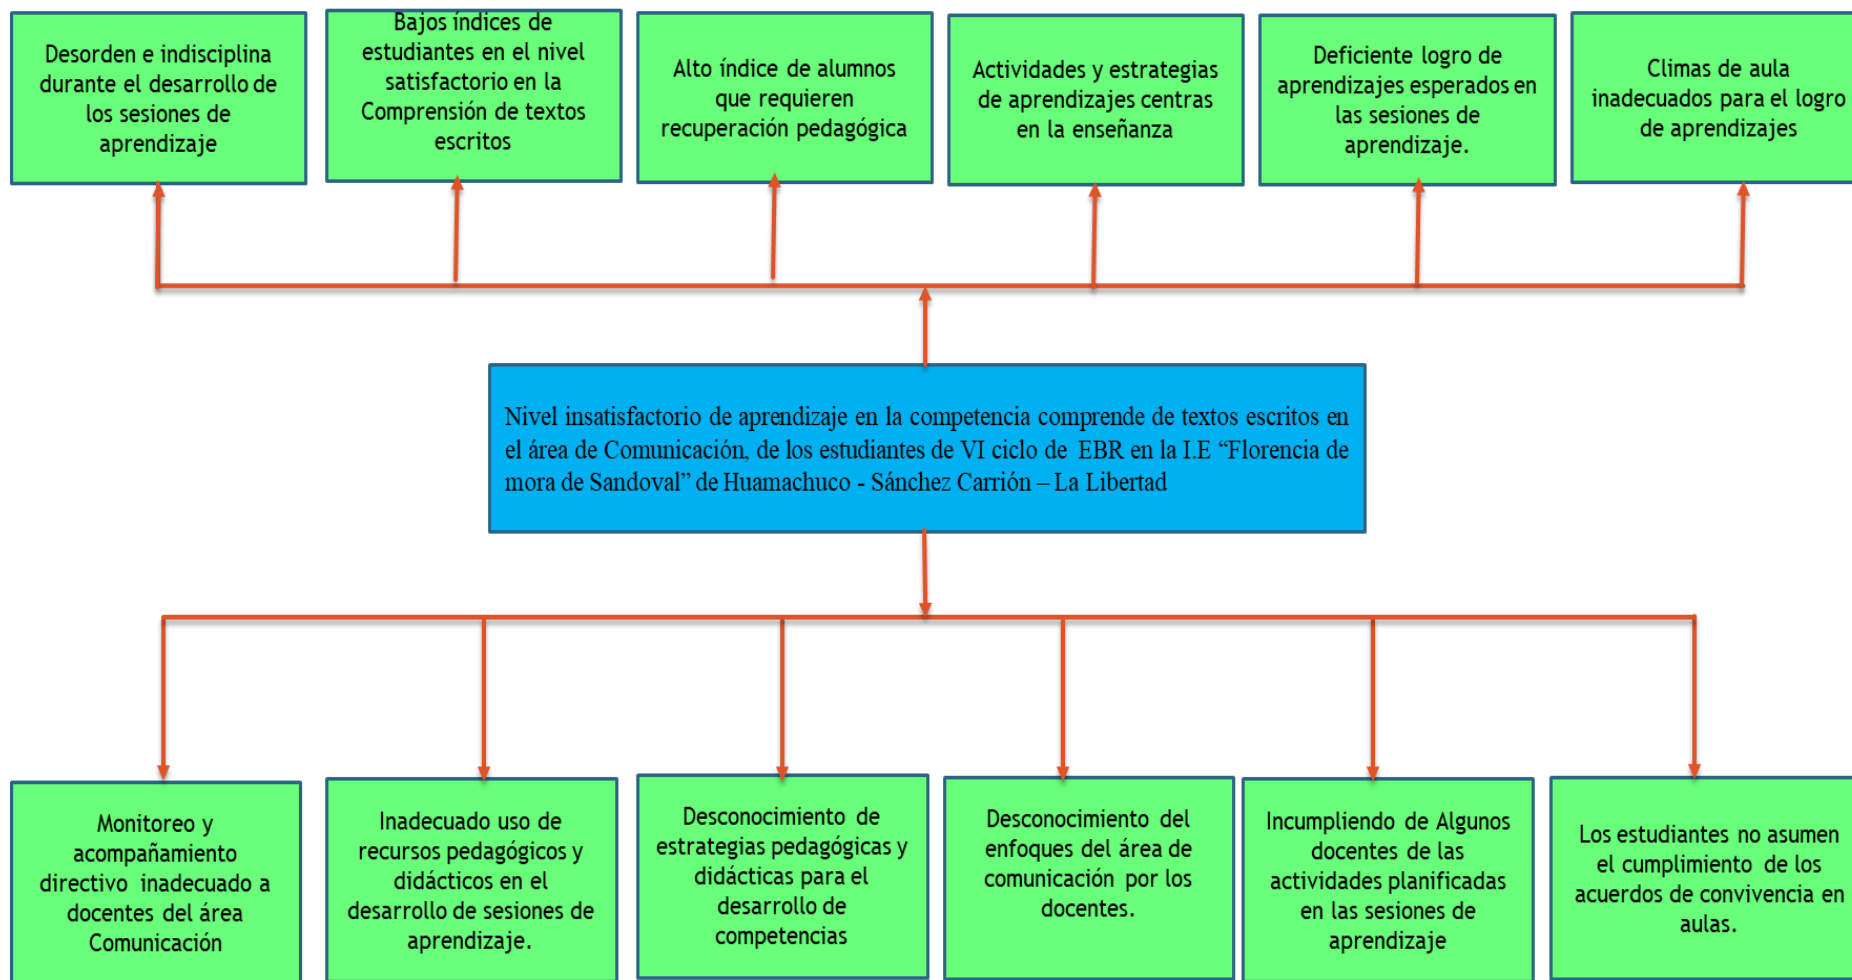 Desorden e indisciplina
durante el desarrollo de
los sesiones de
aprendizaje
Bajos índices de
estudiantes en el nivel
satisfactorio en la
Comprensión de textos
escritos
Alto índice de alumnos
que requieren
recuperación pedagógica
Actividades y estrategias
de aprendizajes centras
en la enseñanza
Deficiente logro de
aprendizajes esperados en
las sesiones de
aprendizaje.
Climas de aula
inadecuados para el logro
de aprendizajes
Nivel insatisfactorio de aprendizaje en la competencia comprende de textos escritos en
el área de Comunicación, de los estudiantes de VI ciclo de EBR en la I.E “Florencia de
mora de Sandoval” de Huamachuco - Sánchez Carrión – La Libertad
Monitoreo y
acompañamiento
directivo inadecuado a
docentes del área
Comunicación
Inadecuado uso de
recursos pedagógicos y
didácticos en el
desarrollo de sesiones de
aprendizaje.
Desconocimiento de
estrategias pedagógicas y
didácticas para el
desarrollo de
competencias
Desconocimiento del
enfoques del área de
comunicación por los
docentes.
Incumpliendo de Algunos
docentes de las
actividades planificadas
en las sesiones de
aprendizaje
Los estudiantes no asumen
el cumplimiento de los
acuerdos de convivencia en
aulas.